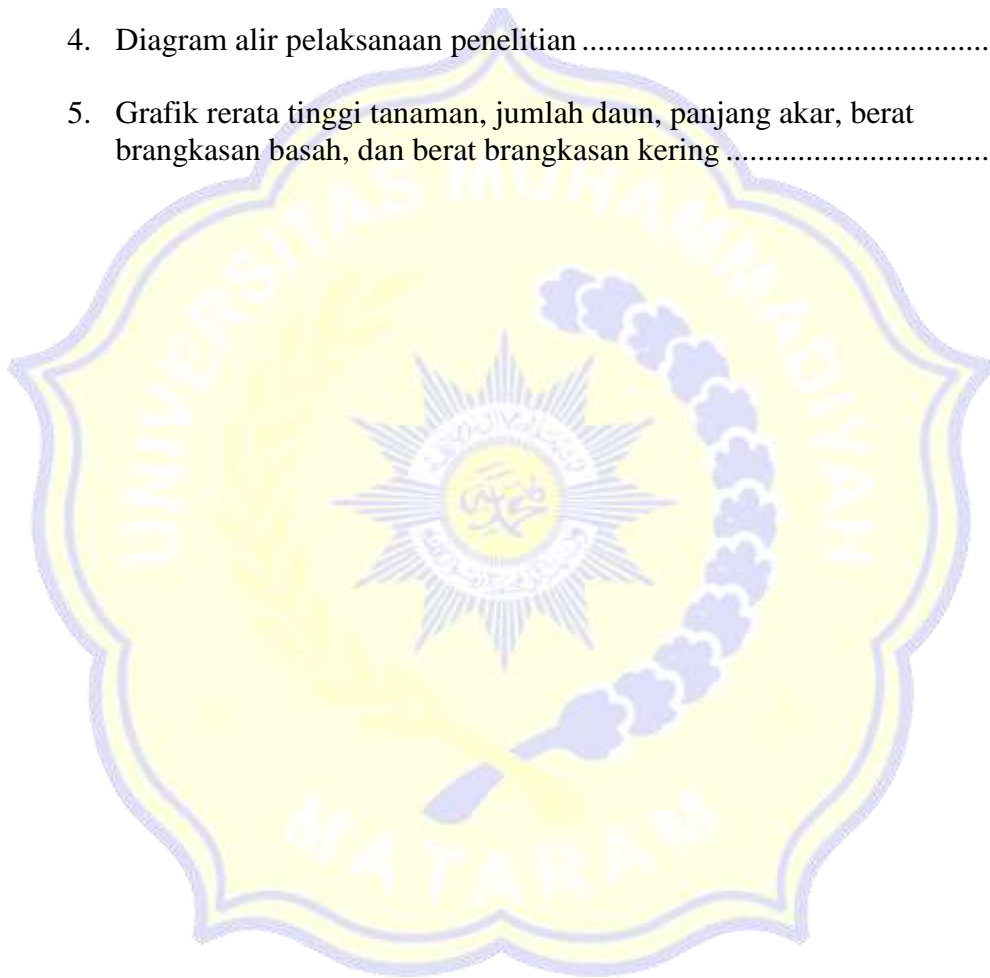 4. Diagram alir pelaksanaan penelitian ...................................................
5. Grafik rerata tinggi tanaman, jumlah daun, panjang akar, berat
brangkasan basah, dan berat brangkasan kering .................................
UNIVERSITAS MUHAMMADIYAH
MATARAM